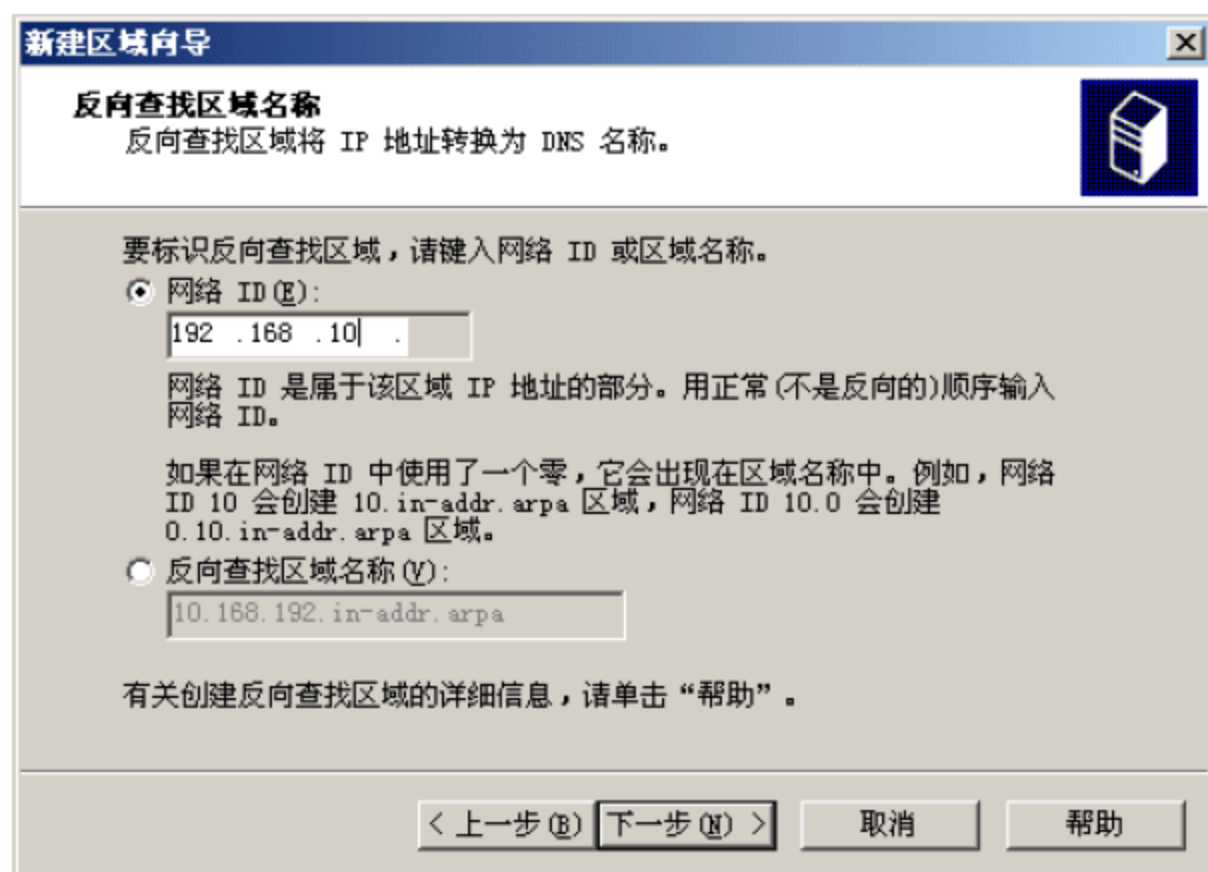 新建区域向导
反向查找区域名称
反向查找区域将 IP 地址转换为 DNS 名称。
要标识反向查找区域，请键入网络 ID 或区域名称。
网络 ID(E):
192 .168 .10 .
网络 ID 是属于该区域 IP 地址的部分。用正常(不是反向的)顺序输入
网络 ID。
如果在网络 ID 中使用了一个零，它会出现在区域名称中。例如，网络
ID 10 会创建 10.in-addr.arpa 区域，网络 ID 10.0 会创建
0.10.in-addr.arpa 区域。
反向查找区域名称(V):
10.168.192.in-addr.arpa
有关创建反向查找区域的详细信息，请单击“帮助”。
< 上一步(B) 下一步(N) > 取消 帮助